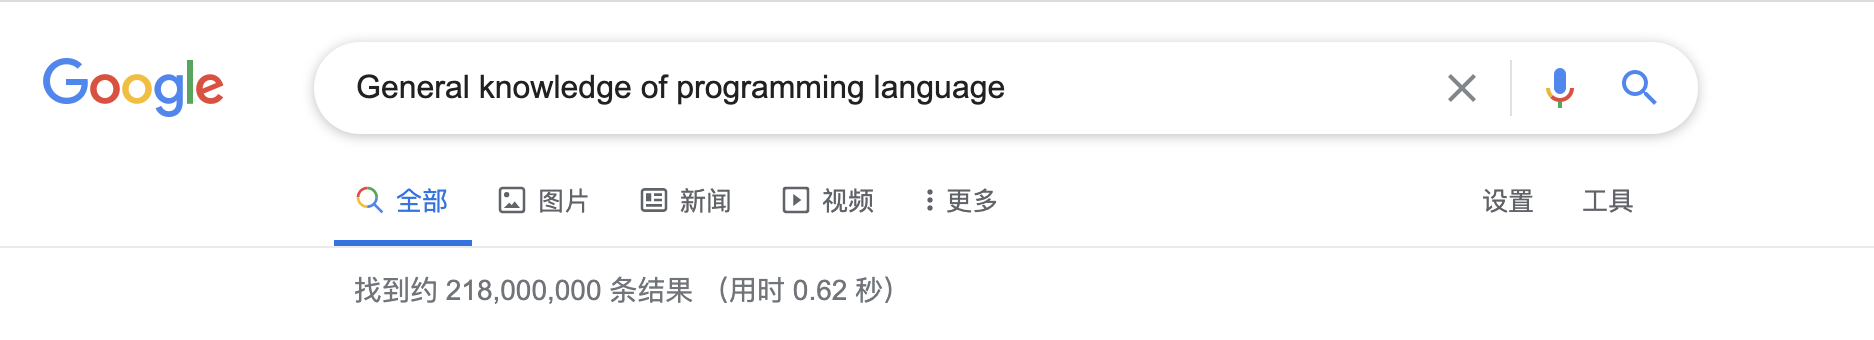 Google General knowledge of programming language
全部 图片 新闻 视频 更多 设置 工具
找到约 218,000,000 条结果 （用时 0.62 秒）